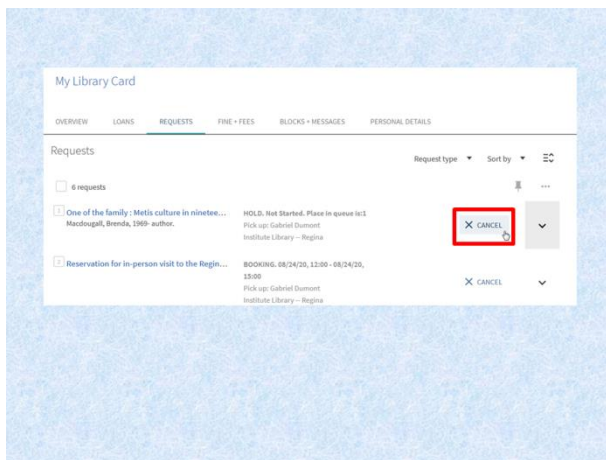 My Library Card
OVERVIEW LOANS REQUESTS FINE + FEES BLOCKS + MESSAGES PERSONAL DETAILS
Requests
Request type Sort by
6 requests
1 One of the family : Metis culture in ninetee...
Macdougall, Brenda, 1969- author.
HOLD. Not Started. Place in queue is:1
Pick up: Gabriel Dumont
Institute Library -- Regina
CANCEL
2 Reservation for in-person visit to the Regin...
BOOKING. 08/24/20, 12:00 - 08/24/20,
15:00
Pick up: Gabriel Dumont
Institute Library -- Regina
CANCEL